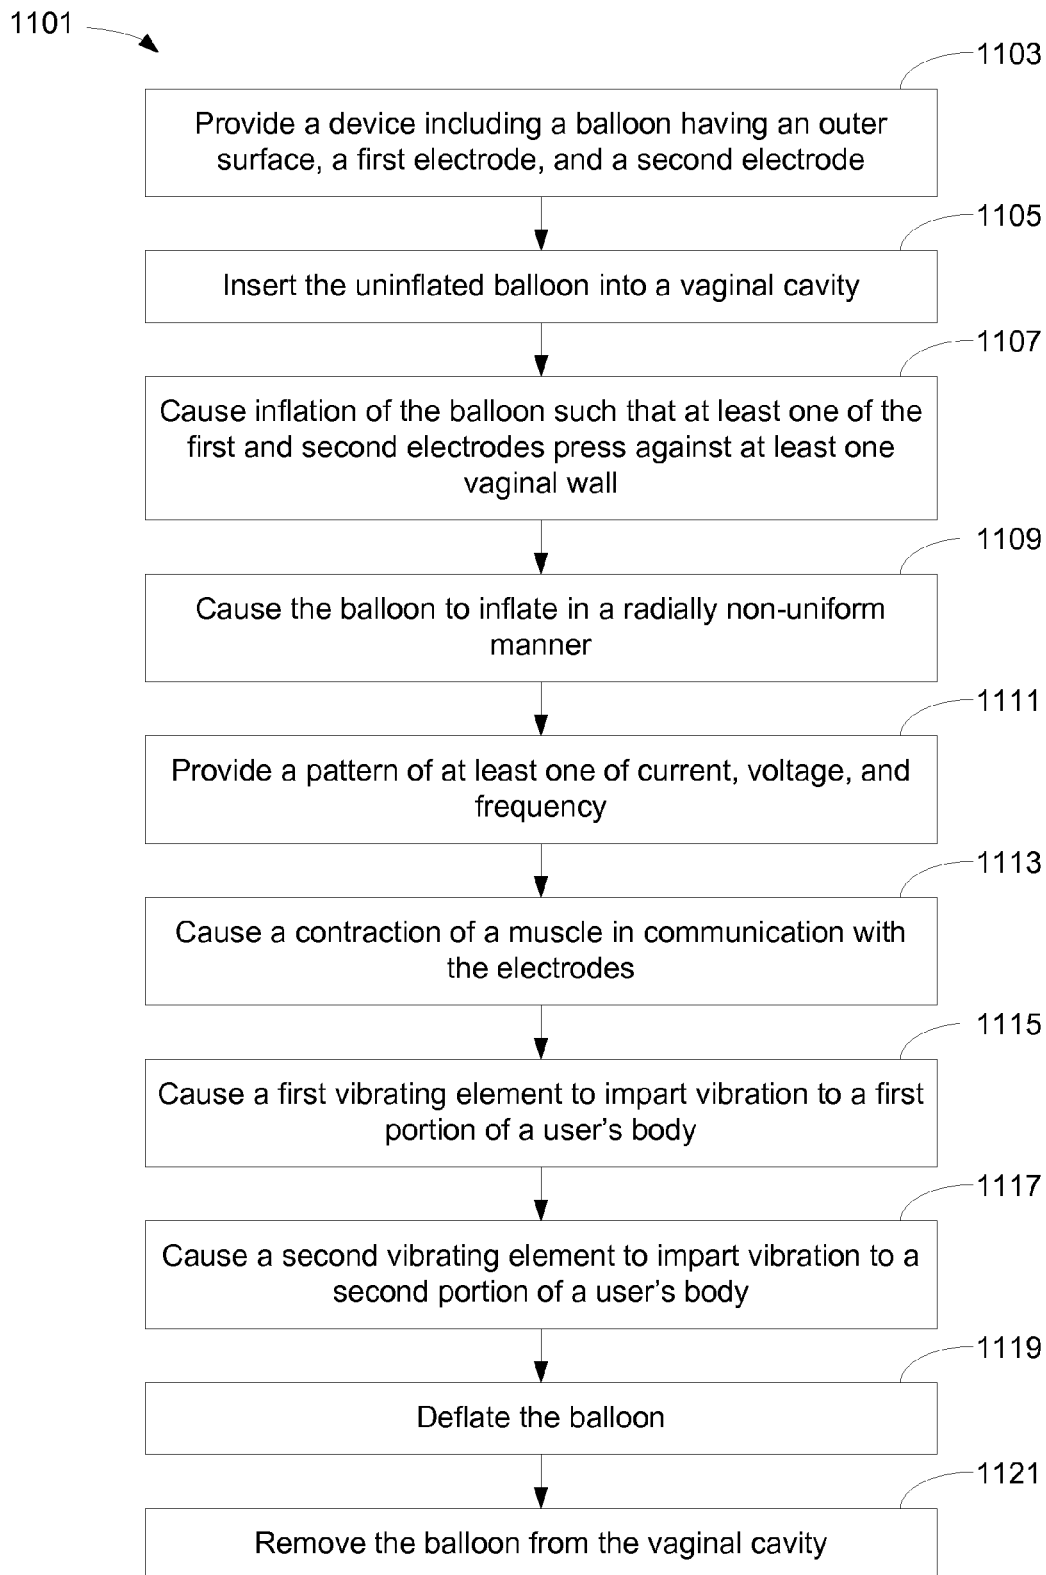 1101
1103
Provide a device including a balloon having an outer
surface, a first electrode, and a second electrode
1105
Insert the uninflated balloon into a vaginal cavity
1107
Cause inflation of the balloon such that at least one of the
first and second electrodes press against at least one
vaginal wall
1109
Cause the balloon to inflate in a radially non-uniform
manner
1111
Provide a pattern of at least one of current, voltage, and
frequency
1113
Cause a contraction of a muscle in communication with
the electrodes
1115
Cause a first vibrating element to impart vibration to a first
portion of a user’s body
1117
Cause a second vibrating element to impart vibration to a
second portion of a user’s body
1119
Deflate the balloon
1121
Remove the balloon from the vaginal cavity